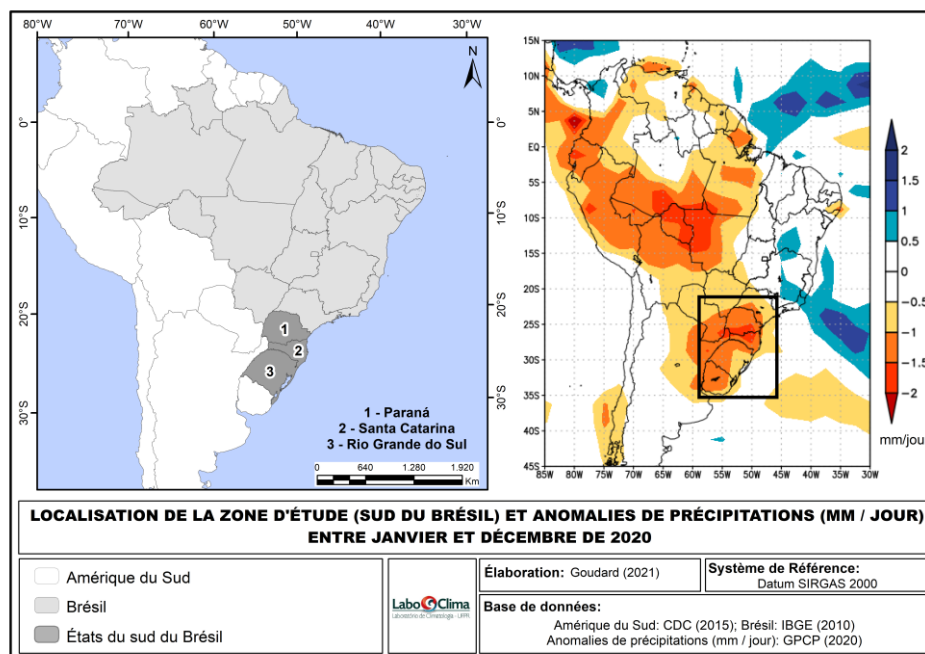 80°W 70°W 60°W 50°W 40°W 30°W
N
0°
10°S
20°S
30°S
0°
10°S
20°S
30°S
1
2
3
1 - Paraná
2 - Santa Catarina
3 - Rio Grande do Sul
0 640 1.280 1.920
Km
15N
10N
5N
EQ
5S
10S
15S
20S
25S
30S
35S
40S
45S
85W 80W 75W 70W 65W 60W 55W 50W 45W 40W 35W 30W
2
1.5
1
0.5
0
−0.5
−1
−1.5
−2
mm/jour
LOCALISATION DE LA ZONE D'ÉTUDE (SUD DU BRÉSIL) ET ANOMALIES DE PRÉCIPITATIONS (MM / JOUR)
ENTRE JANVIER ET DÉCEMBRE DE 2020
Amérique du Sud
Brésil
États du sud du Brésil
LaboClima
Laboratório de Climatologia - UFPR
Élaboration: Goudard (2021)
Système de Référence:
Datum SIRGAS 2000
Base de données:
Amérique du Sud: CDC (2015); Brésil: IBGE (2010)
Anomalies de précipitations (mm / jour): GPCP (2020)